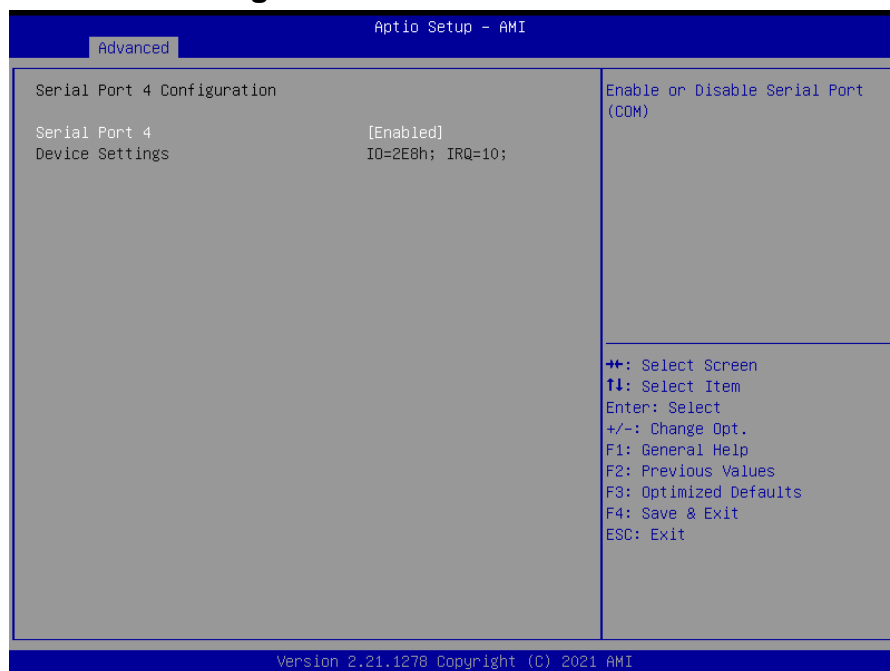 Aptio Setup – AMI
Advanced
Serial Port 4 Configuration
Serial Port 4 [Enabled]
Device Settings IO=2E8h; IRQ=10;
Enable or Disable Serial Port
(COM)
→←: Select Screen
↑↓: Select Item
Enter: Select
+/-: Change Opt.
F1: General Help
F2: Previous Values
F3: Optimized Defaults
F4: Save & Exit
ESC: Exit
Version 2.21.1278 Copyright (C) 2021 AMI